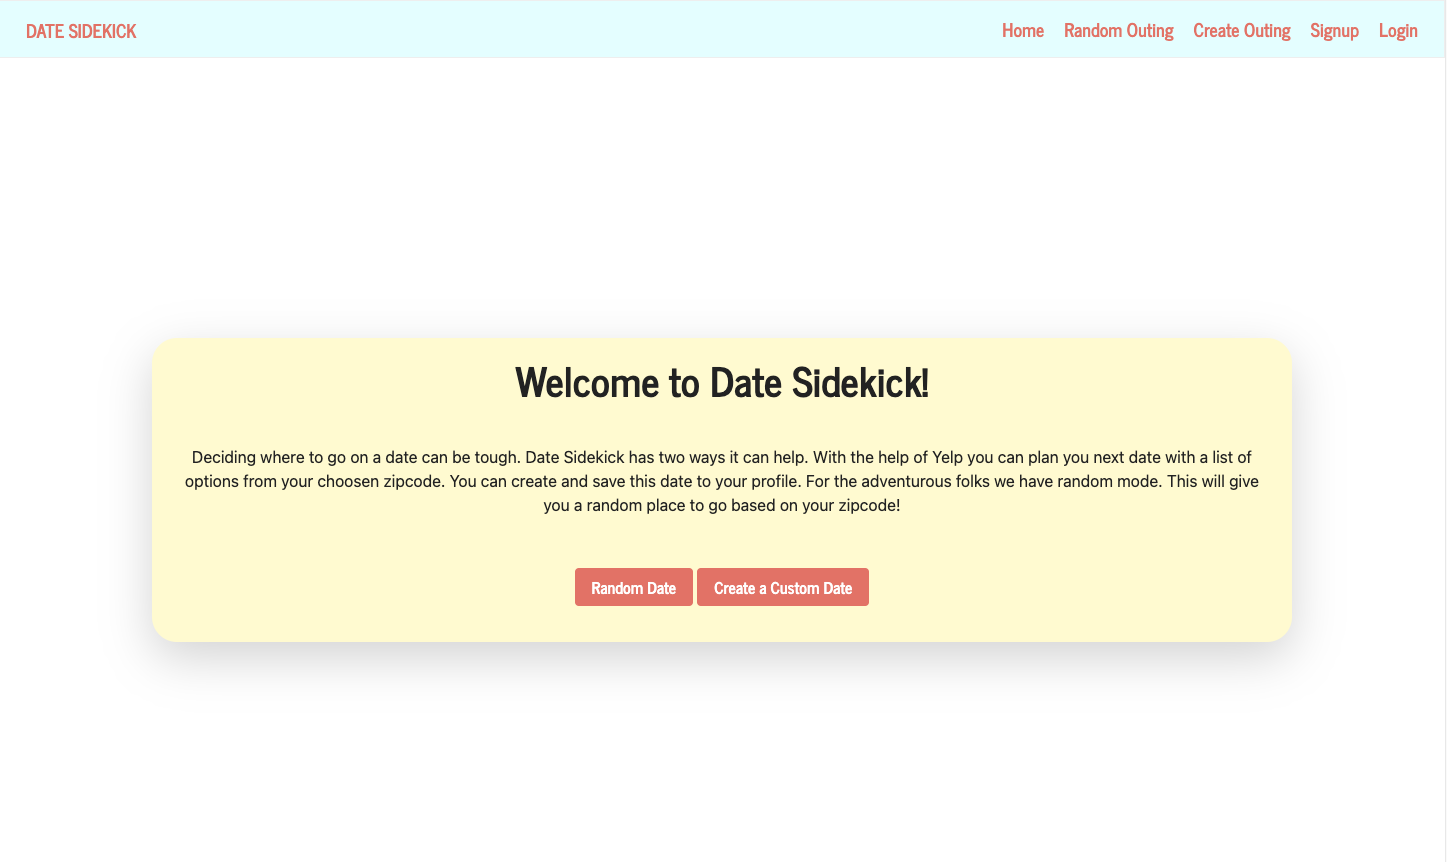 DATE SIDEKICK
Home Random Outing Create Outing Signup Login
Welcome to Date Sidekick!
Deciding where to go on a date can be tough. Date Sidekick has two ways it can help. With the help of Yelp you can plan you next date with a list of
options from your choosen zipcode. You can create and save this date to your profile. For the adventurous folks we have random mode. This will give
you a random place to go based on your zipcode!
Random Date Create a Custom Date